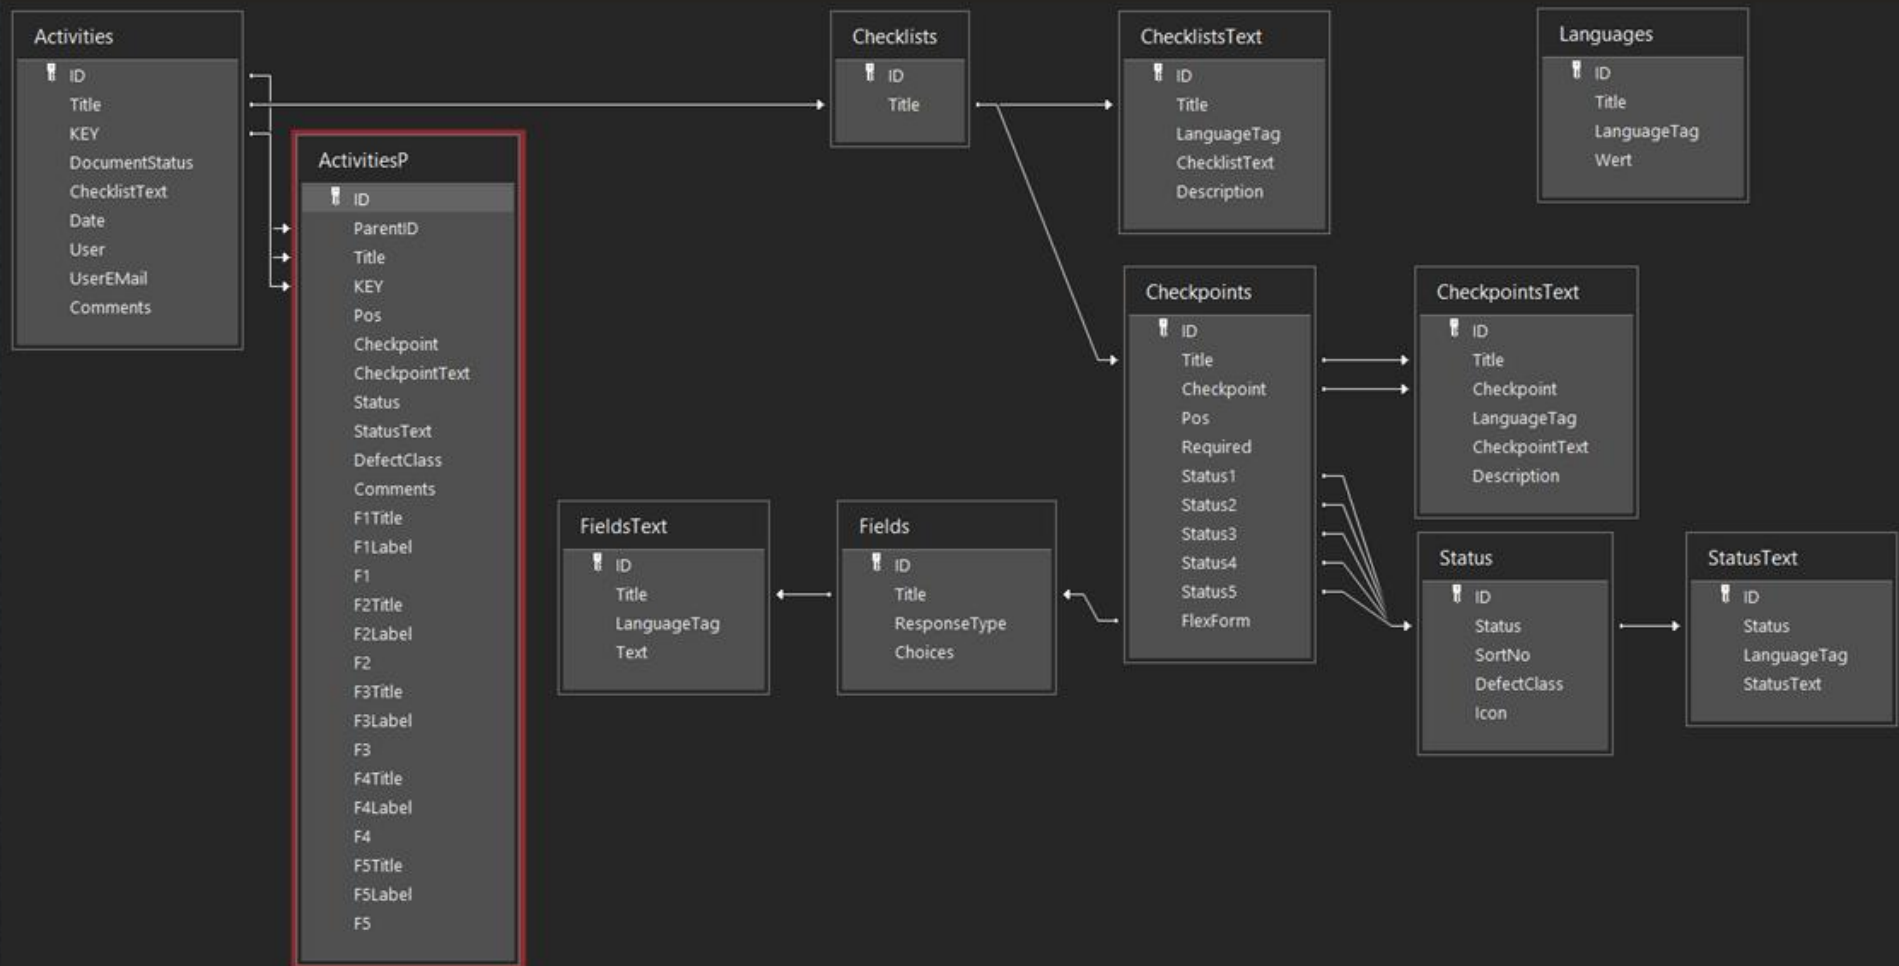 Activities
ID
Title
KEY
DocumentStatus
ChecklistText
Date
User
UserEMail
Comments
ActivitiesP
ID
ParentID
Title
KEY
Pos
Checkpoint
CheckpointText
Status
StatusText
DefectClass
Comments
F1Title
F1Label
F1
F2Title
F2Label
F2
F3Title
F3Label
F3
F4Title
F4Label
F4
F5Title
F5Label
F5
Checklists
ID
Title
ChecklistsText
ID
Title
LanguageTag
ChecklistText
Description
Languages
ID
Title
LanguageTag
Wert
Checkpoints
ID
Title
Checkpoint
Pos
Required
Status1
Status2
Status3
Status4
Status5
FlexForm
CheckpointsText
ID
Title
Checkpoint
LanguageTag
CheckpointText
Description
FieldsText
ID
Title
LanguageTag
Text
Fields
ID
Title
ResponseType
Choices
Status
ID
Status
SortNo
DefectClass
Icon
StatusText
ID
Status
LanguageTag
StatusText